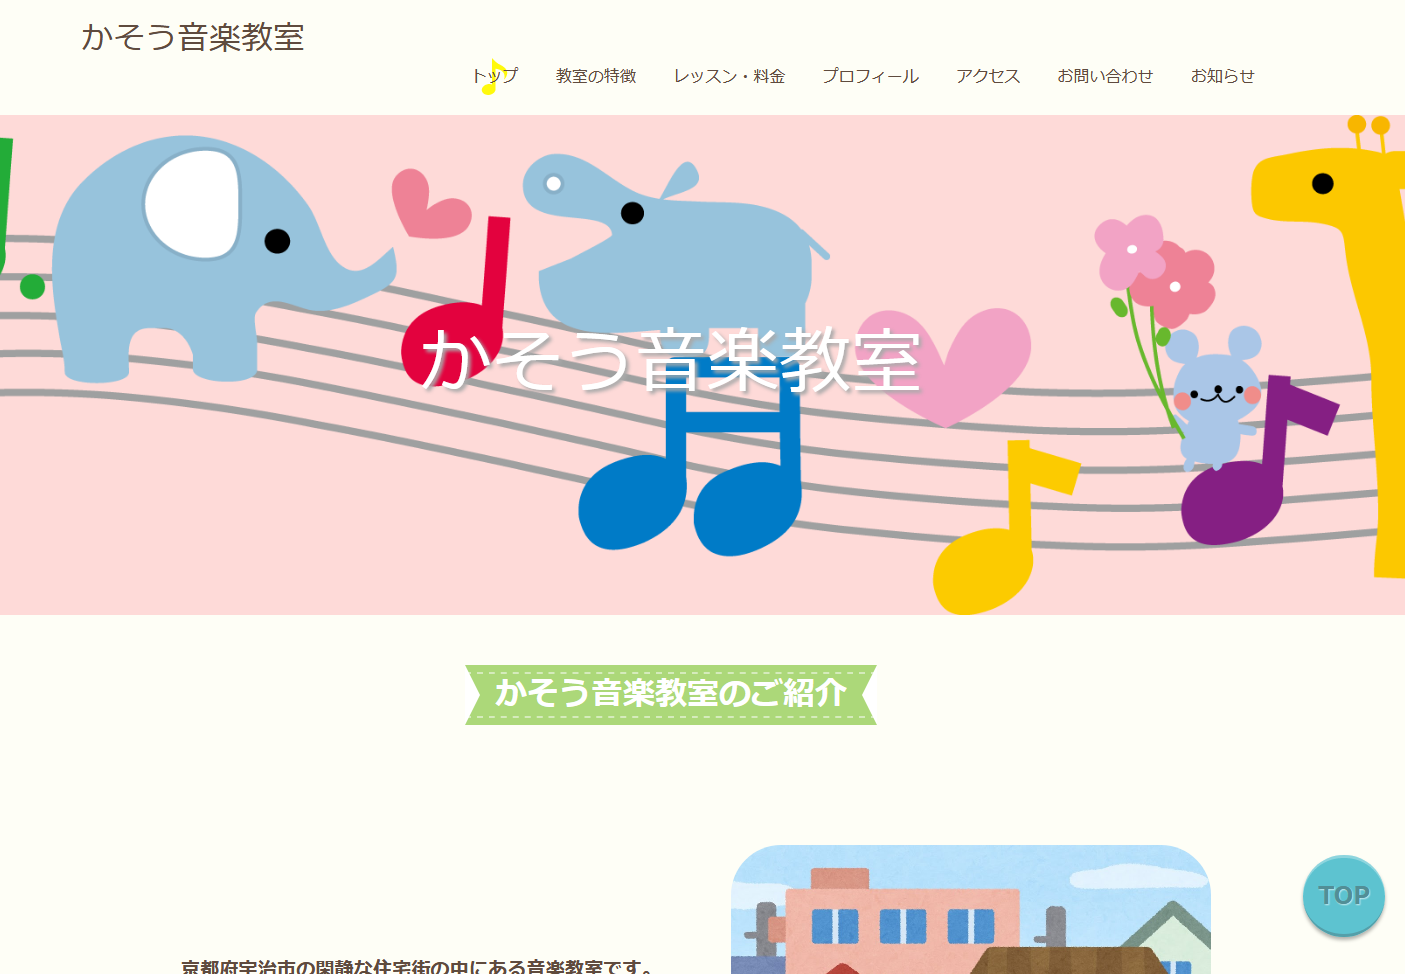 かそう音楽教室
トップ 教室の特徴 レッスン・料金 プロフィール アクセス お問い合わせ お知らせ
かそう音楽教室
かそう音楽教室のご紹介
TOP
京都府宇治市の閑静な住宅街の中にある音楽教室です。